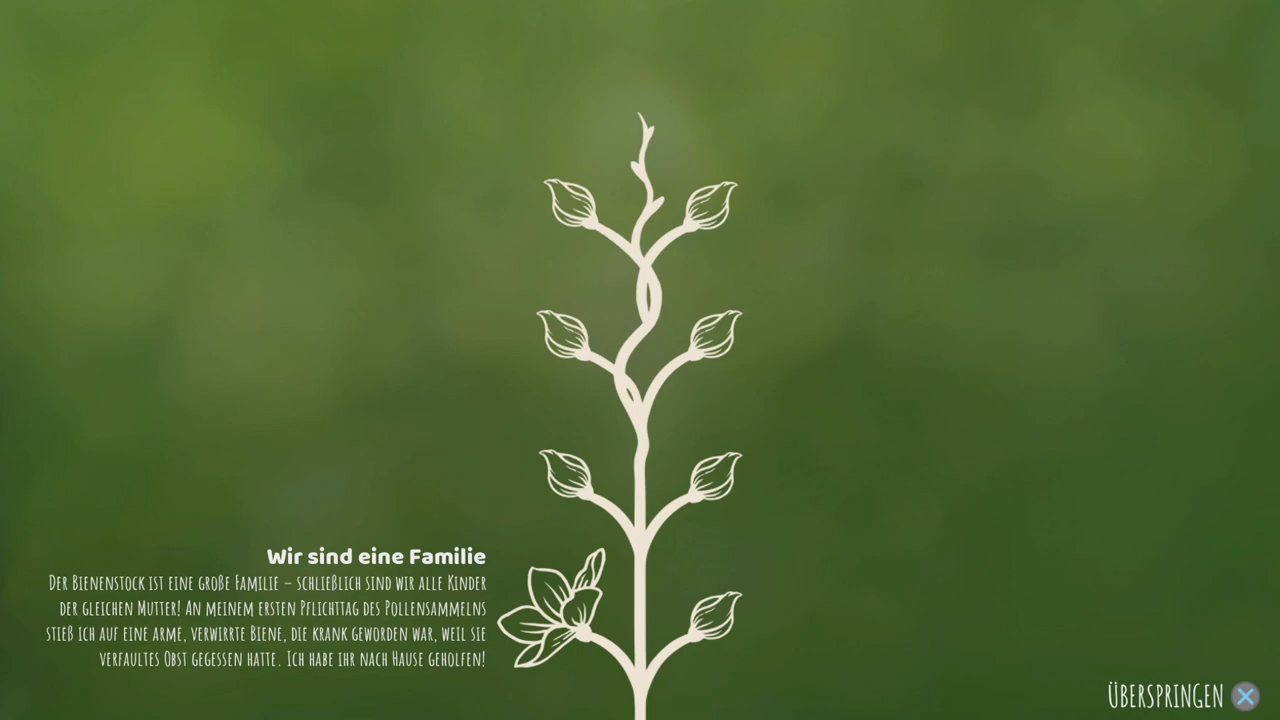 Wir sind eine Familie
Der Bienenstock ist eine große Familie – schließlich sind wir alle Kinder
der gleichen Mutter! An meinem ersten Pflichttag des Pollensammelns
stieß ich auf eine arme, verwirrte Biene, die krank geworden war, weil sie
verfaultes Obst gegessen hatte. Ich habe ihr nach Hause geholfen!
ÜBERSPRINGEN